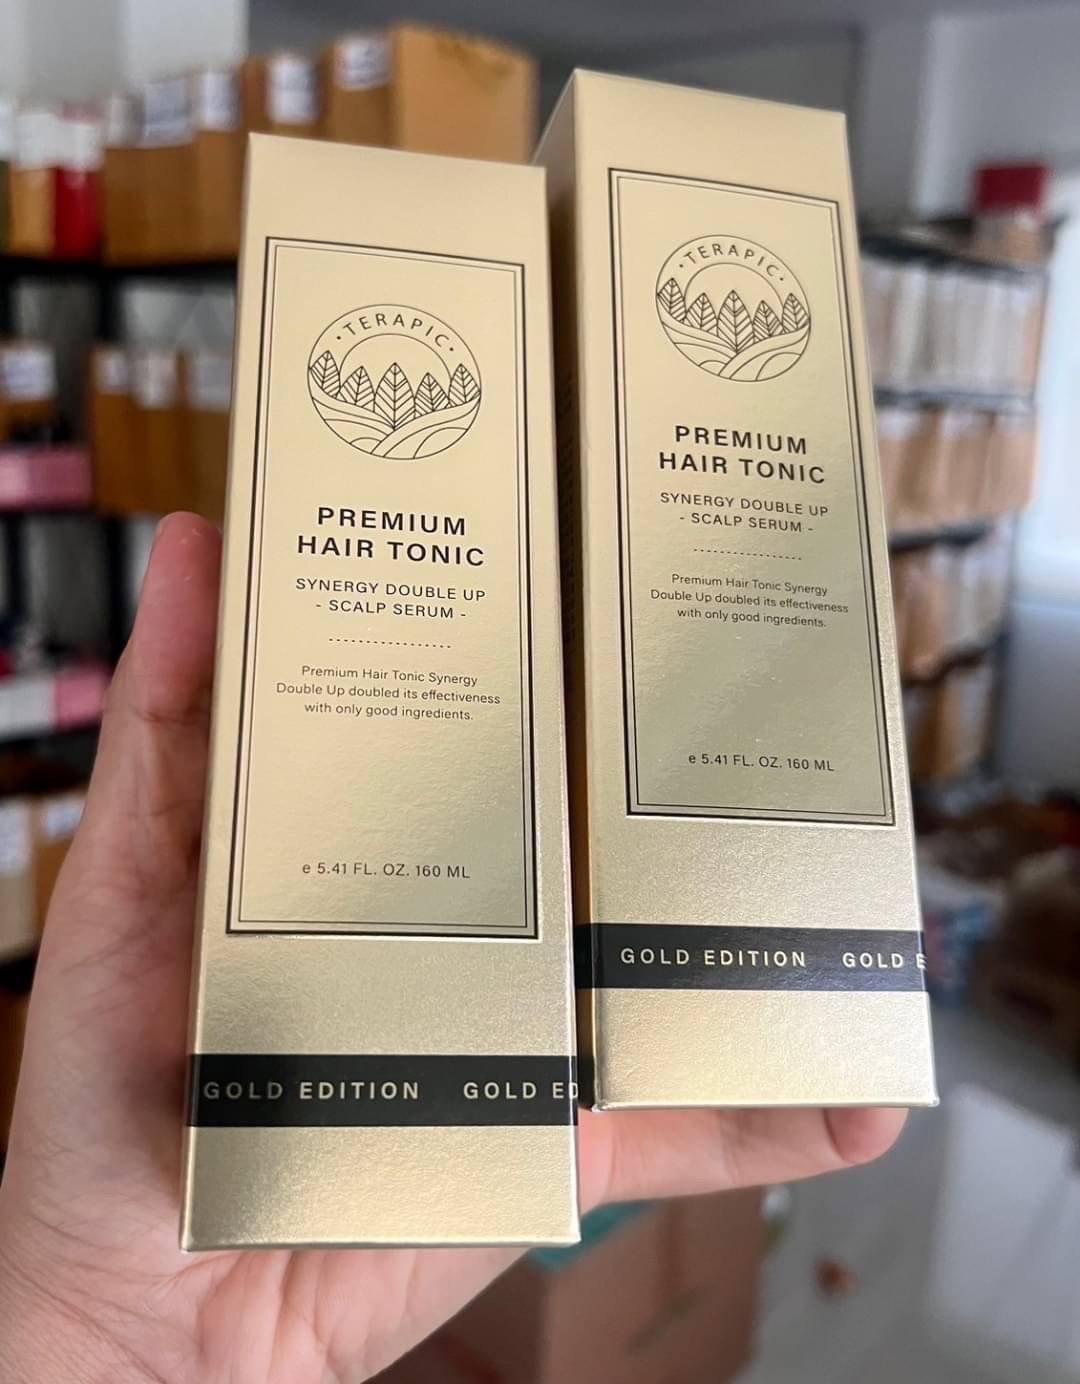 · TERAPIC ·
PREMIUM
HAIR TONIC
SYNERGY DOUBLE UP
- SCALP SERUM -
Premium Hair Tonic Synergy
Double Up doubled its effectiveness
with only good ingredients.
e 5.41 FL. OZ. 160 ML
GOLD EDITION GOLD ED
· TERAPIC ·
PREMIUM
HAIR TONIC
SYNERGY DOUBLE UP
- SCALP SERUM -
Premium Hair Tonic Synergy
Double Up doubled its effectiveness
with only good ingredients.
e 5.41 FL. OZ. 160 ML
GOLD EDITION GOLD E